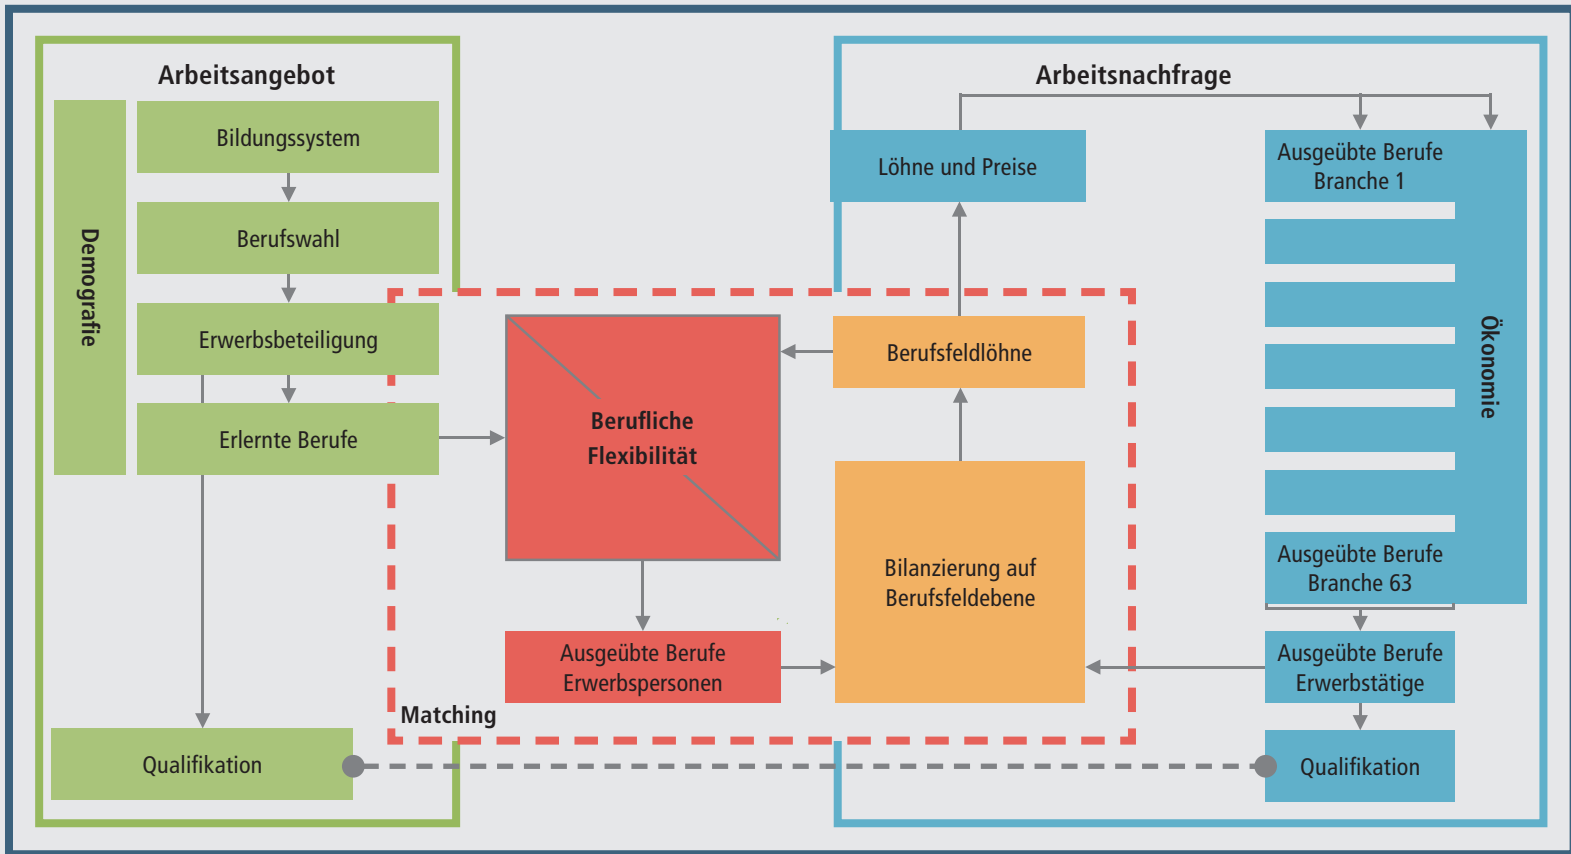 Arbeitsangebot
Demografie
Bildungssystem
Berufswahl
Erwerbsbeteiligung
Erlernte Berufe
Qualifikation
Matching
Berufliche
Flexibilität
Ausgeübte Berufe
Erwerbspersonen
Berufsfeldlöhne
Bilanzierung auf
Berufsfeldebene
Arbeitsnachfrage
Löhne und Preise
Ausgeübte Berufe
Branche 1
Ökonomie
Ausgeübte Berufe
Branche 63
Ausgeübte Berufe
Erwerbstätige
Qualifikation